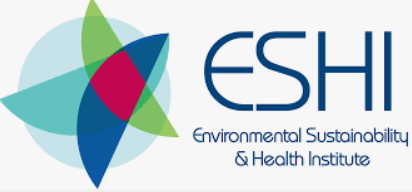 ESHI
Environmental Sustainability
& Health Institute